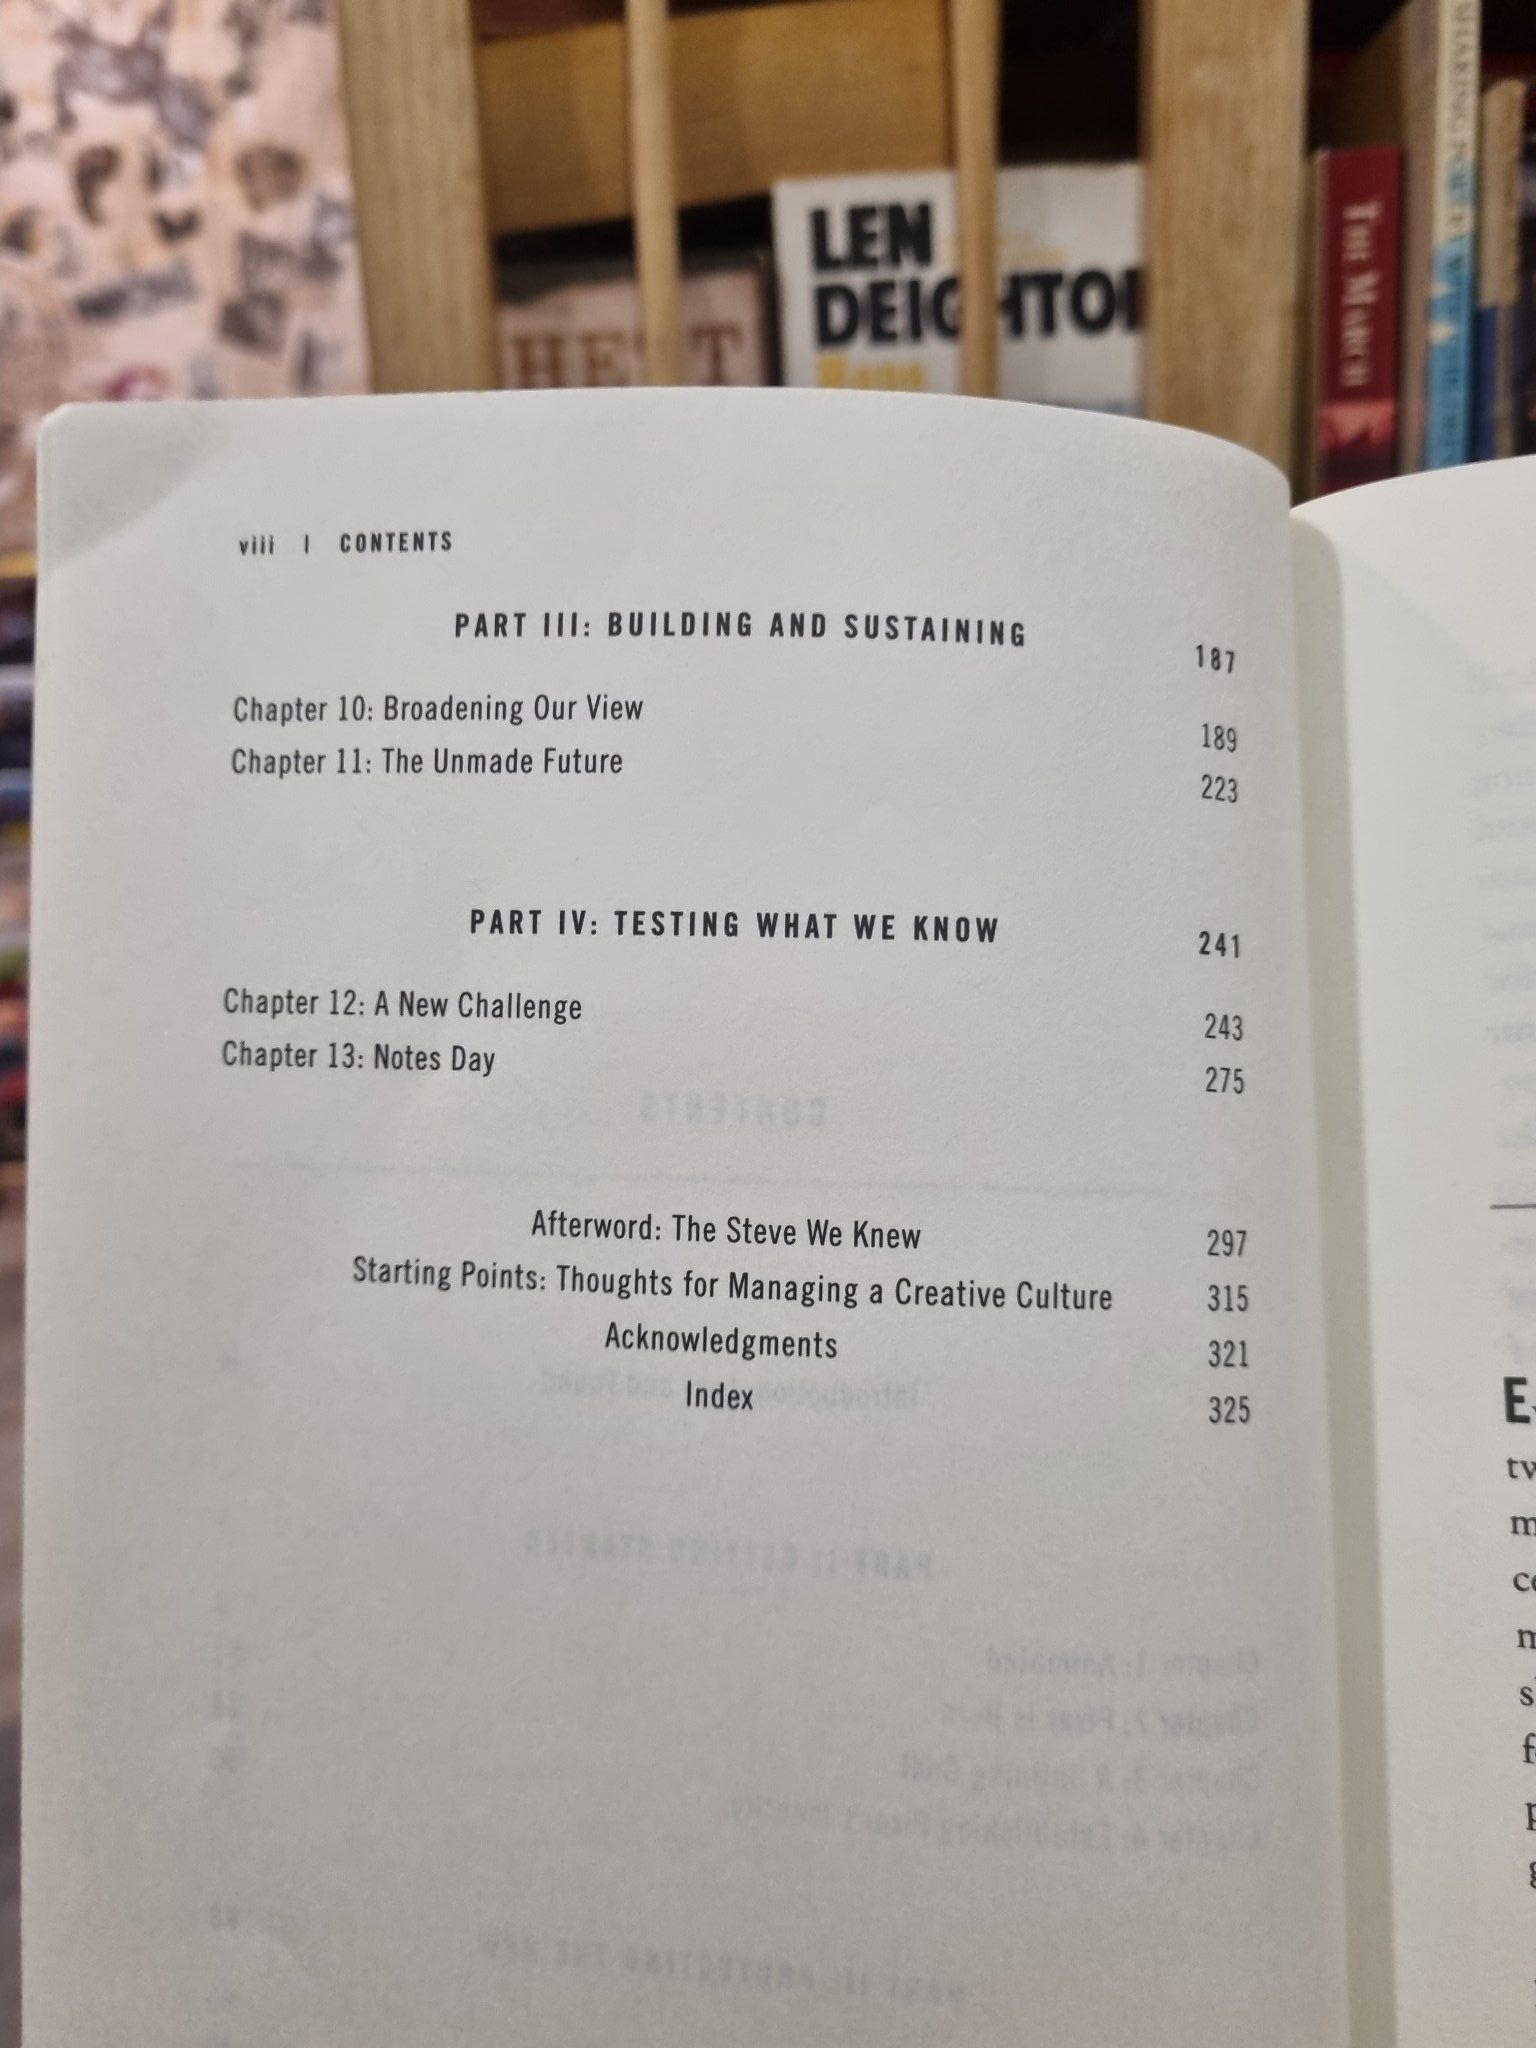 LEN
DEIGHTON
THE MARCH
viii | CONTENTS
PART III: BUILDING AND SUSTAINING 187
Chapter 10: Broadening Our View 189
Chapter 11: The Unmade Future 223
PART IV: TESTING WHAT WE KNOW 241
Chapter 12: A New Challenge 243
Chapter 13: Notes Day 275
Afterword: The Steve We Knew 297
Starting Points: Thoughts for Managing a Creative Culture 315
Acknowledgments 321
Index 325